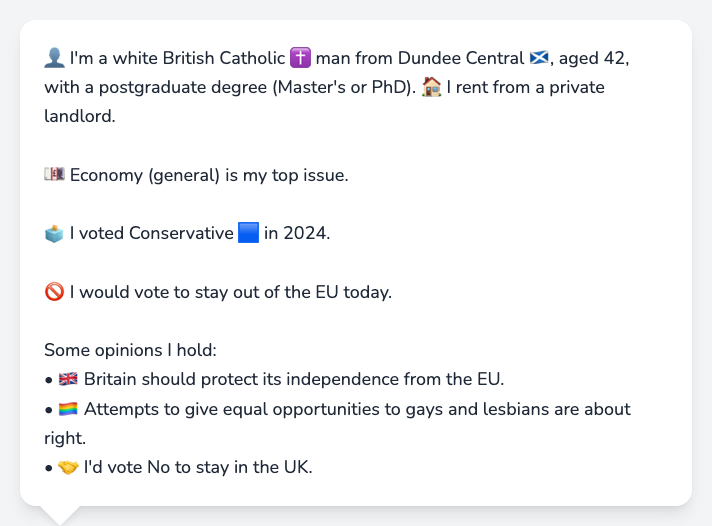 👤 I'm a white British Catholic ✝️ man from Dundee Central 🏴󠁧󠁢󠁳󠁣󠁴󠁿, aged 42,
with a postgraduate degree (Master's or PhD). 🏠 I rent from a private
landlord.
💷 Economy (general) is my top issue.
🗳️ I voted Conservative 🟦 in 2024.
🚫 I would vote to stay out of the EU today.
Some opinions I hold:
• 🇬🇧 Britain should protect its independence from the EU.
• 🏳️‍🌈 Attempts to give equal opportunities to gays and lesbians are about
right.
• 🤝 I'd vote No to stay in the UK.